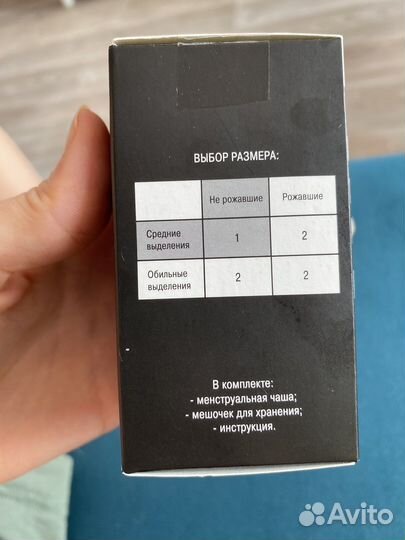 ВЫБОР РАЗМЕРА:
Не рожавшие Рожавшие
Средние
выделения 1 2
Обильные
выделения 2 2
В комплекте:
- менструальная чаша;
- мешочек для хранения;
- инструкция.
Avito